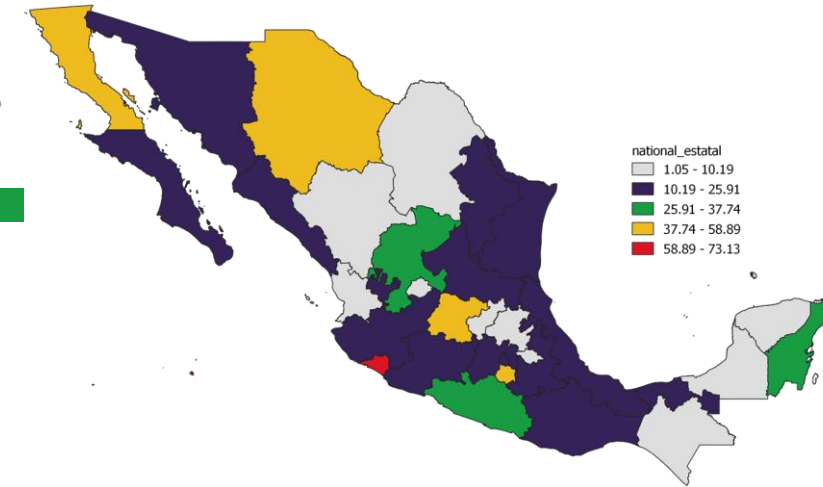 national_estatal
1.05 - 10.19
10.19 - 25.91
25.91 - 37.74
37.74 - 58.89
58.89 - 73.13